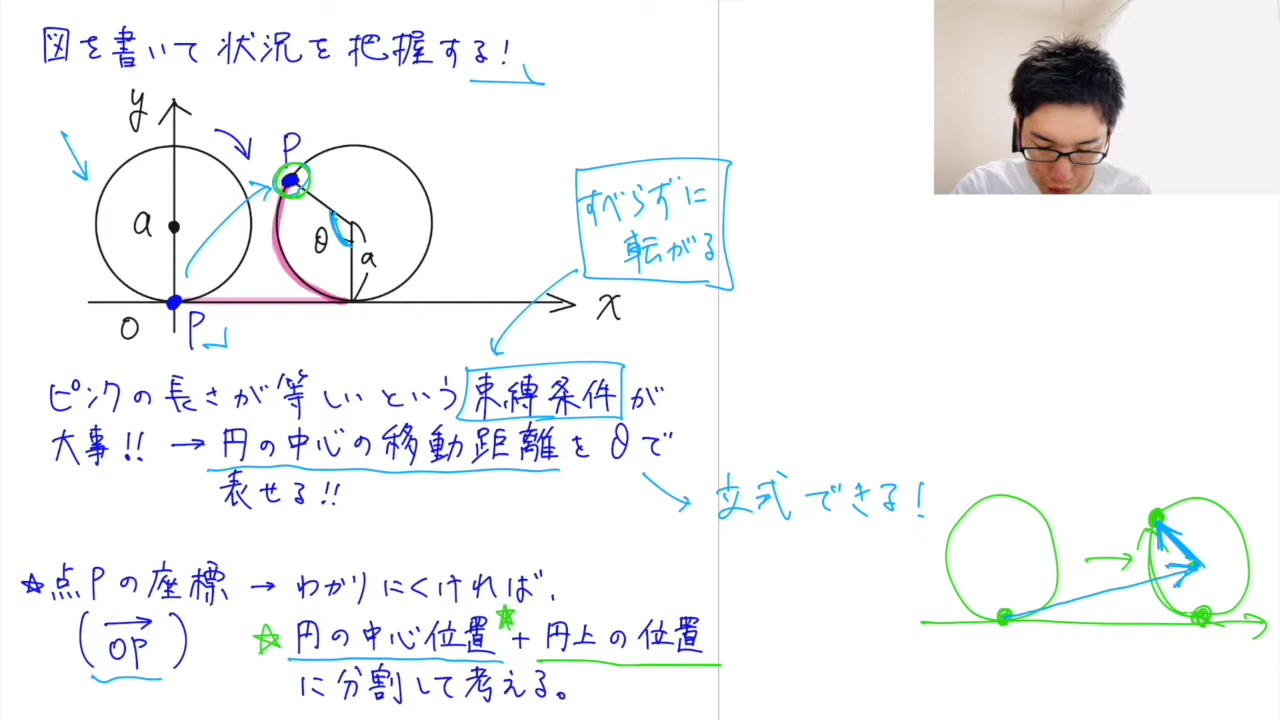 図を書いて状況を把握する!
y
P
a
θ
a
すべらずに
転がる
O
P
x
ピンクの長さが等しいという束縛条件が
大事!! → 円の中心の移動距離をθで
表せる!!
立式できる!
☆点Pの座標 → わかりにくければ、
(OP)
☆円の中心位置☆+円上の位置
に分割して考える。